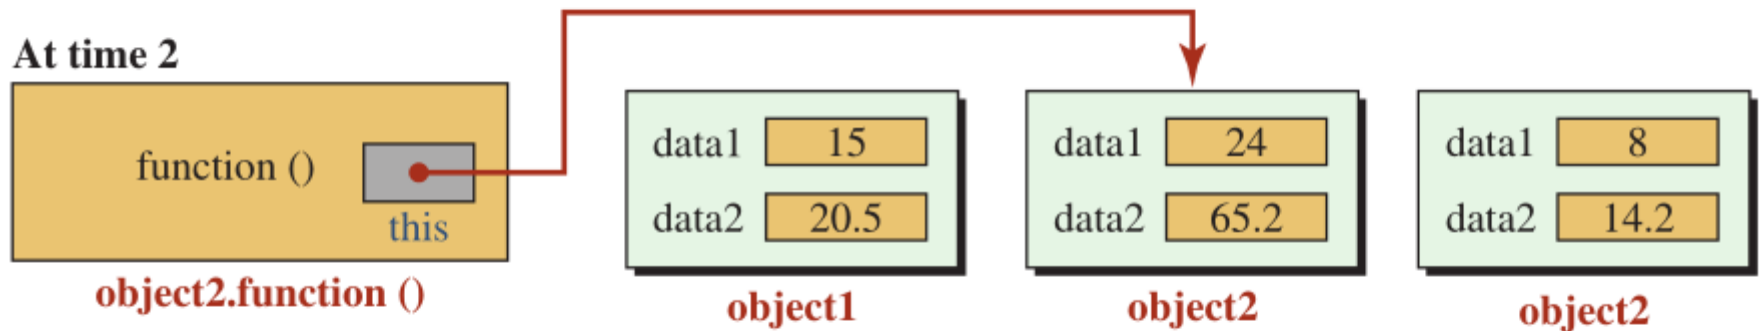 At time 2
function ()
this
object2.function ()
data1 15
data2 20.5
object1
data1 24
data2 65.2
object2
data1 8
data2 14.2
object2